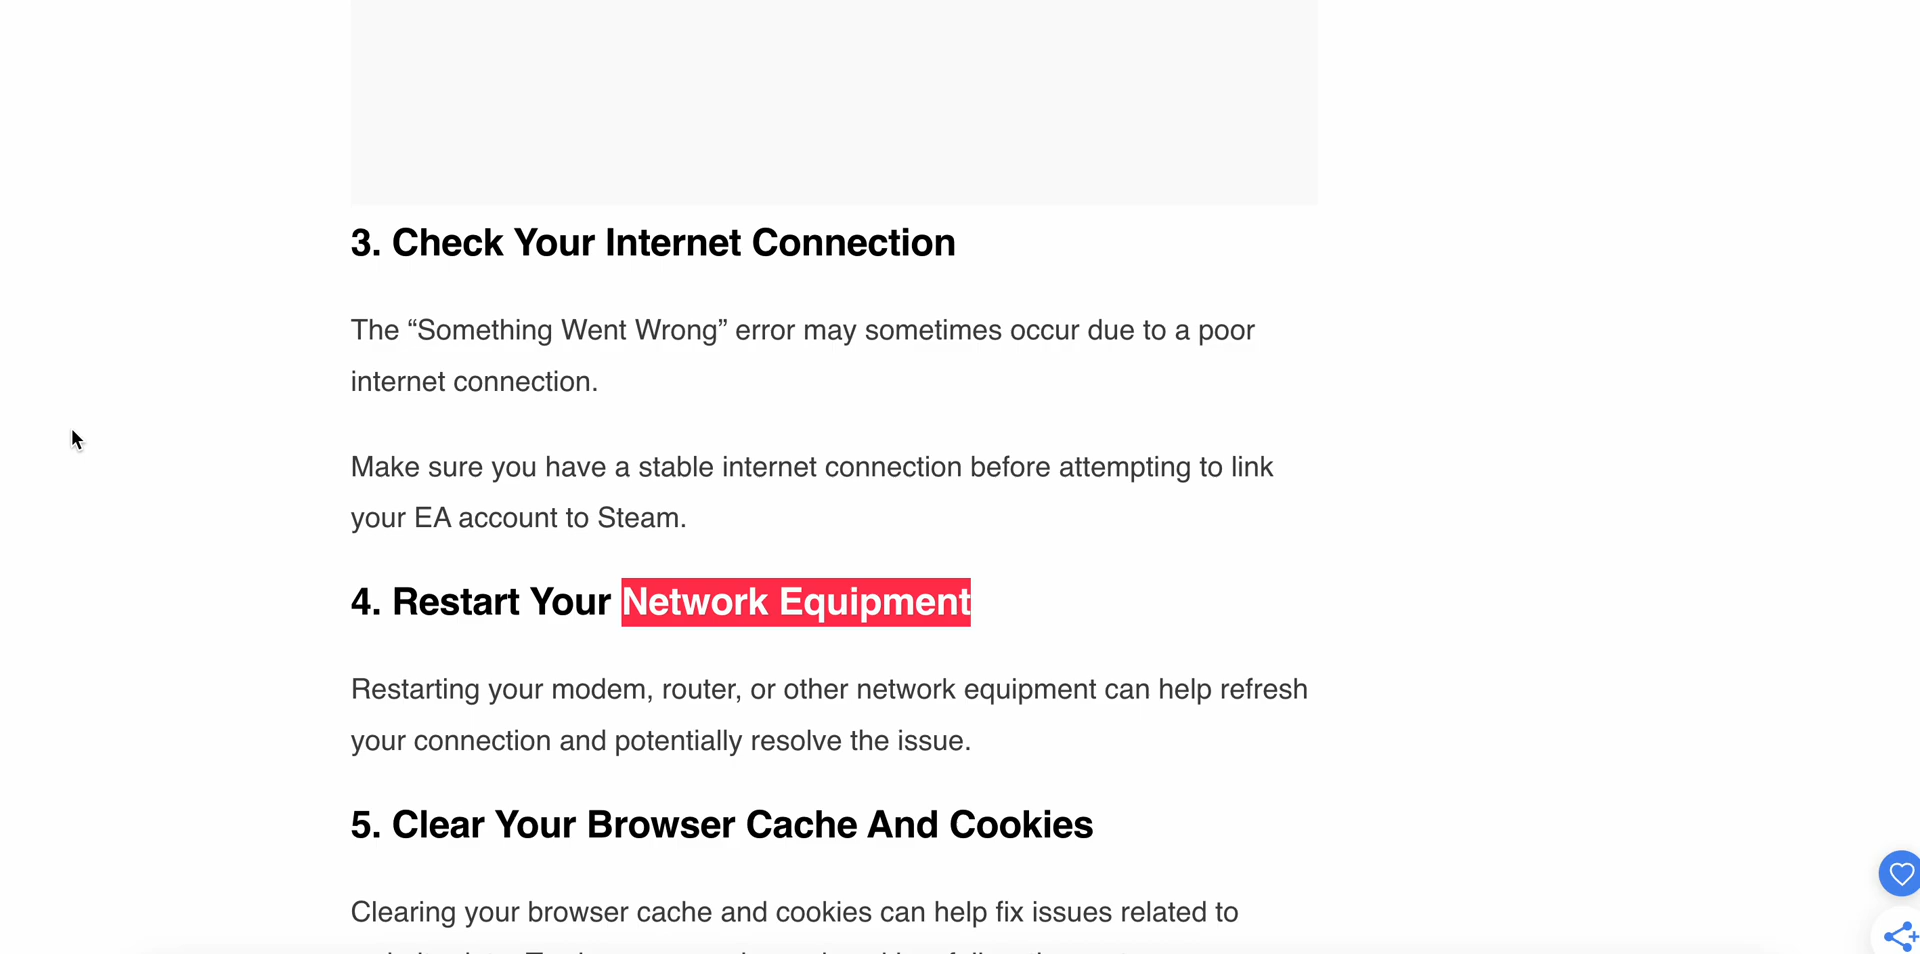 3. Check Your Internet Connection
The “Something Went Wrong” error may sometimes occur due to a poor
internet connection.
Make sure you have a stable internet connection before attempting to link
your EA account to Steam.
4. Restart Your Network Equipment
Restarting your modem, router, or other network equipment can help refresh
your connection and potentially resolve the issue.
5. Clear Your Browser Cache And Cookies
Clearing your browser cache and cookies can help fix issues related to